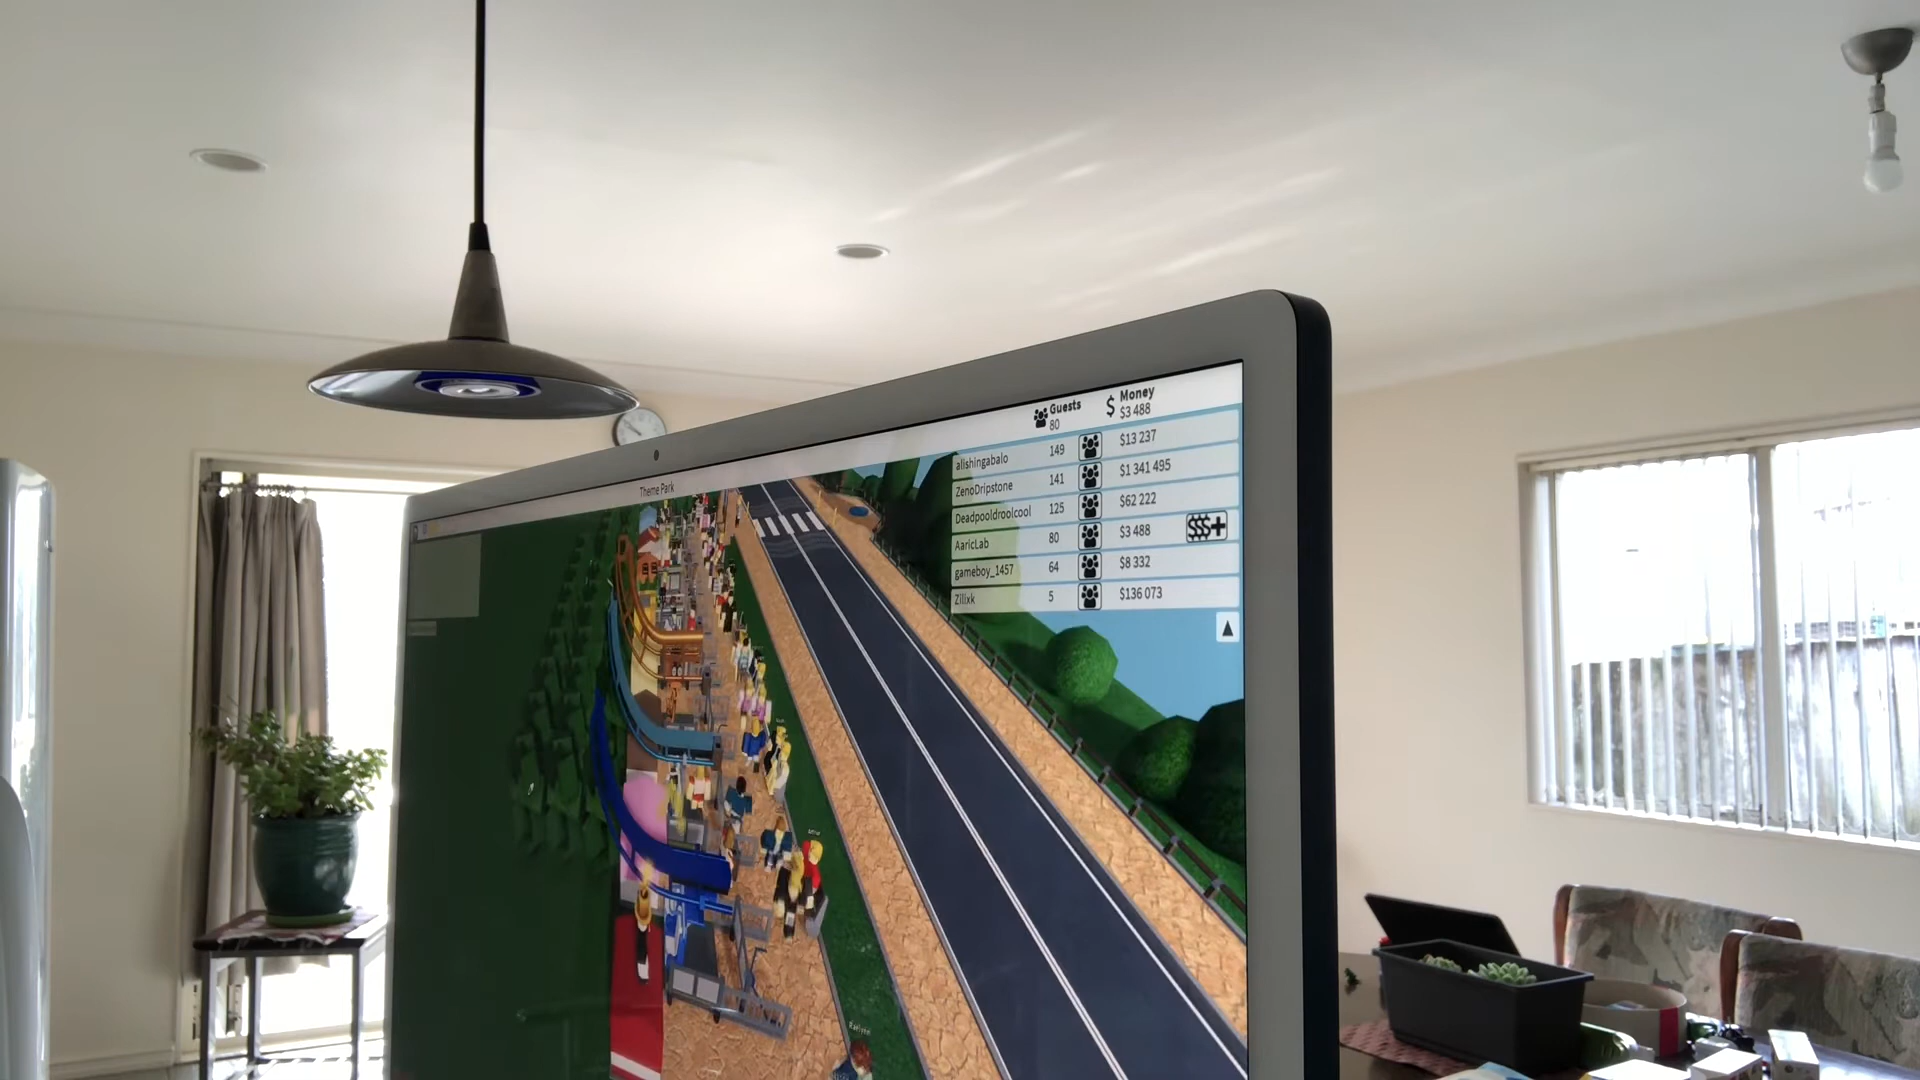 Theme Park
Guests
80
$ Money
$3 488
alishingabalo 149 $13 237
ZenoDripstone 141 $1 341 495
Deadpooldroolcool 125 $62 222
AaricLab 80 $3 488 $$$+
gameboy_1457 64 $8 332
Zilixk 5 $136 073